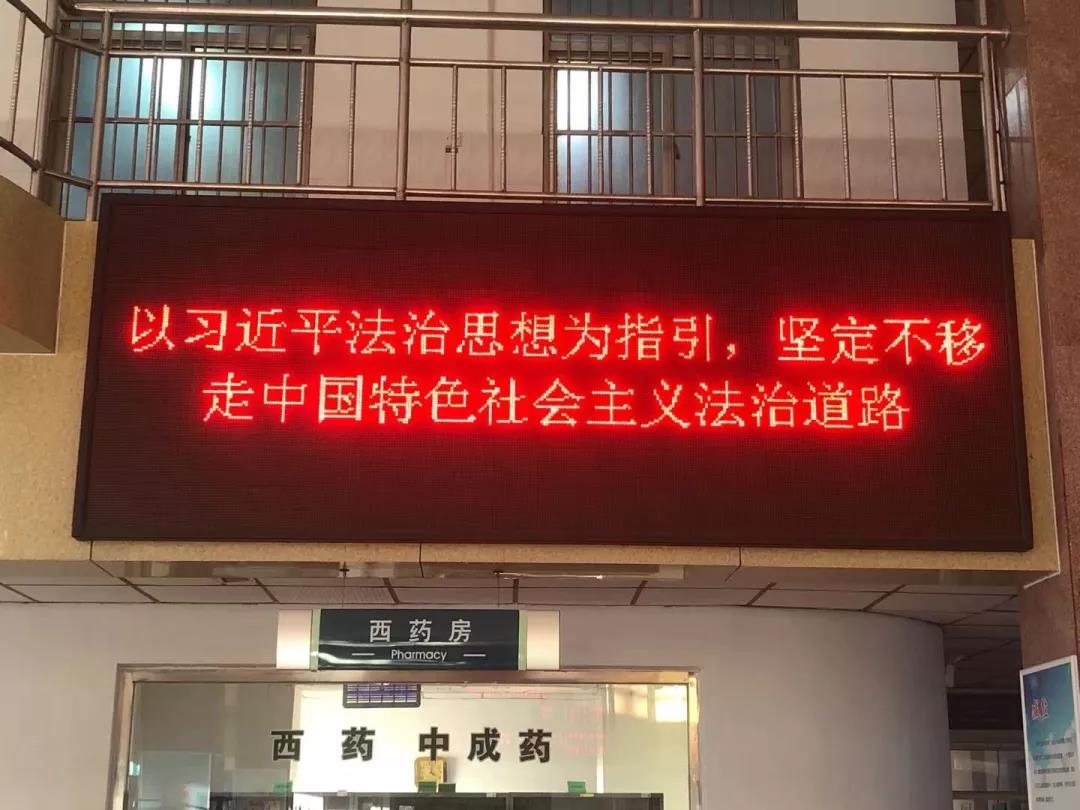 以习近平法治思想为指引，坚定不移
走中国特色社会主义法治道路
西药房
Pharmacy
西药 中成药